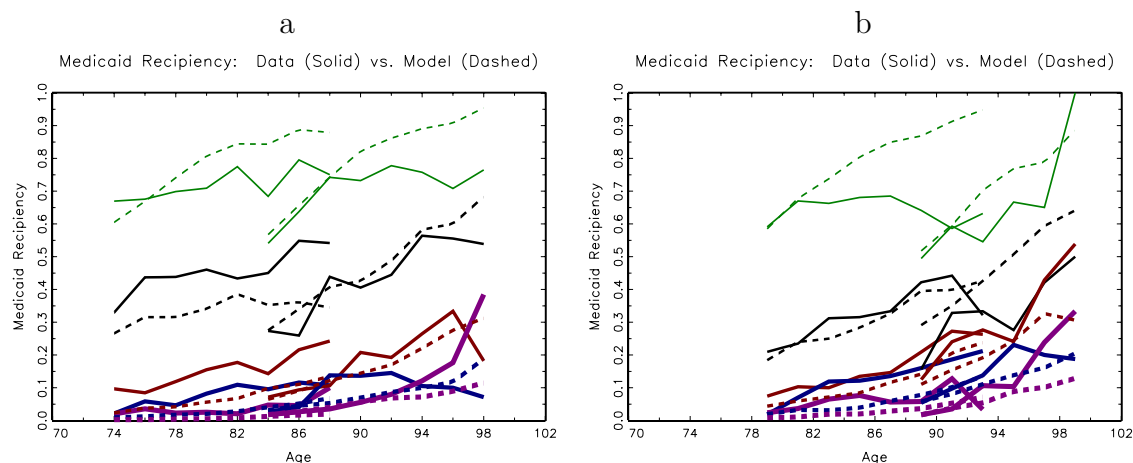 a
b
Medicaid Recipiency:  Data (Solid) vs. Model (Dashed)
Medicaid Recipiency:  Data (Solid) vs. Model (Dashed)
Medicaid Recipiency
0.0 0.1 0.2 0.3 0.4 0.5 0.6 0.7 0.8 0.9 1.0
70 74 78 82 86 90 94 98 102
Age
Medicaid Recipiency
0.0 0.1 0.2 0.3 0.4 0.5 0.6 0.7 0.8 0.9 1.0
70 74 78 82 86 90 94 98 102
Age